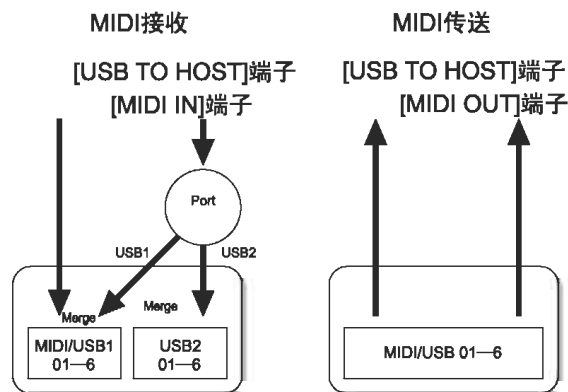 MIDI接收
[USB TO HOST]端子
[MIDI IN]端子
Port
USB1
USB2
Merge
Merge
MIDI/USB1
01—6
USB2
01—6
MIDI传送
[USB TO HOST]端子
[MIDI OUT]端子
MIDI/USB 01—6